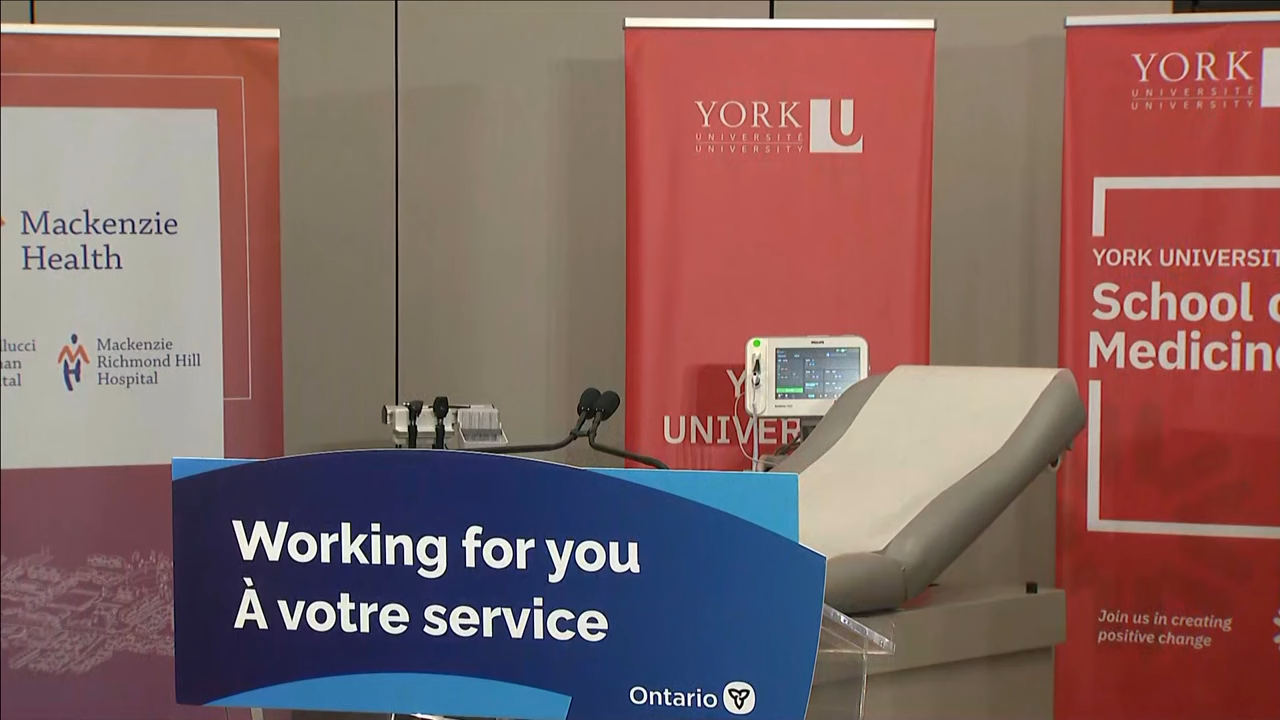 Mackenzie
Health
Mackenzie
Richmond Hill
Hospital
YORK
UNIVERSITÉ
UNIVERSITY
U
PHILIPS
YORK
UNIVERSITÉ
UNIVERSITY
YORK UNIVERSIT
School
Medicin
Join us in creating
positive change
Working for you
À votre service
Ontario